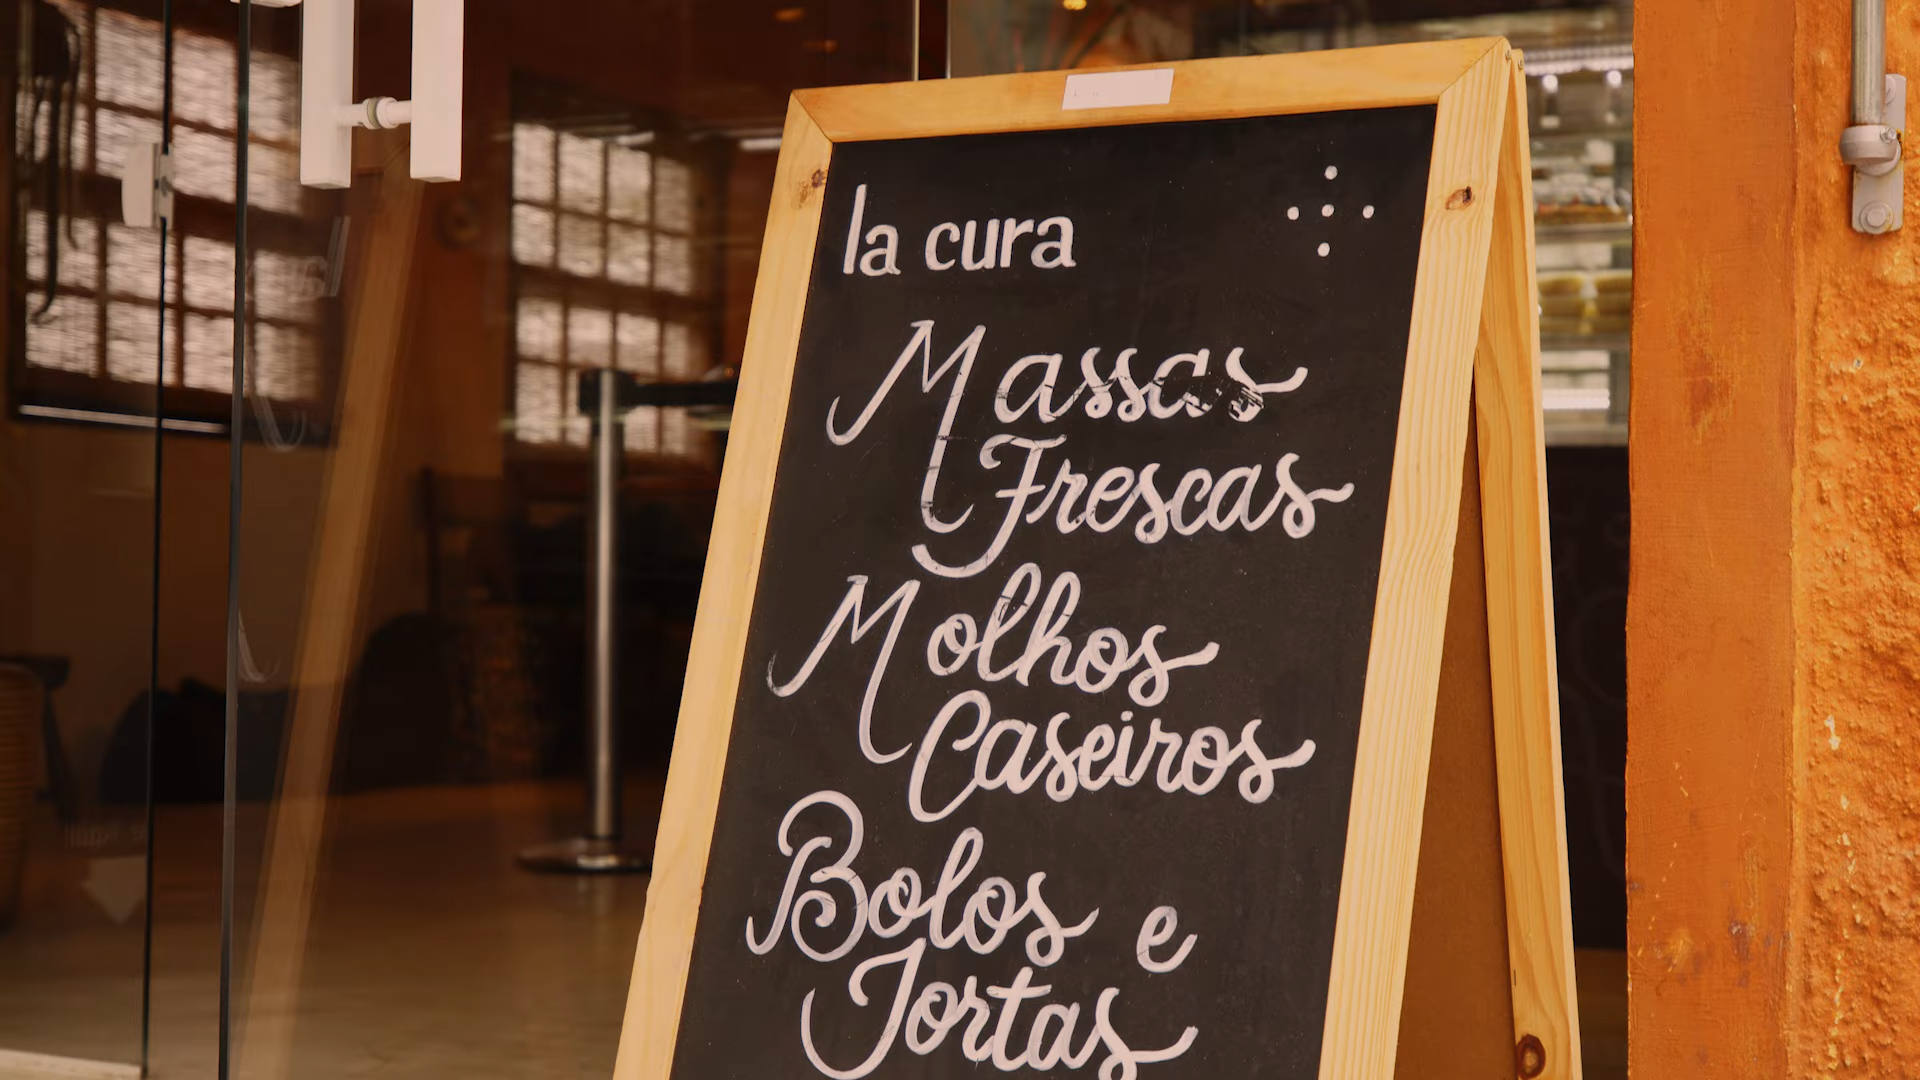 la cura
Massas
Frescas
Molhos
Caseiros
Bolos e
Tortas